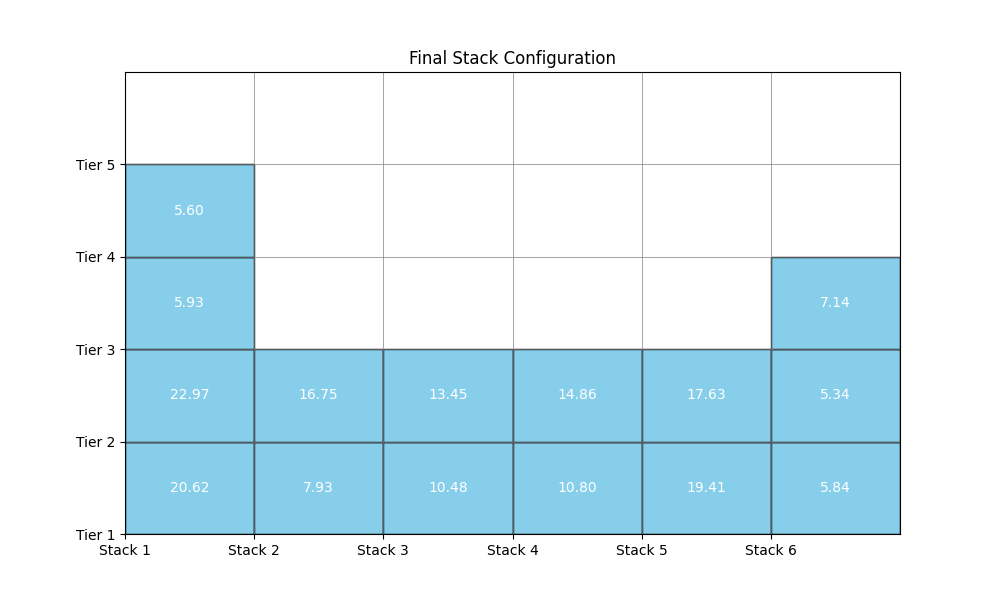 Final Stack Configuration
Tier 5
5.60
Tier 4
5.93 7.14
Tier 3
22.97 16.75 13.45 14.86 17.63 5.34
Tier 2
20.62 7.93 10.48 10.80 19.41 5.84
Tier 1
Stack 1 Stack 2 Stack 3 Stack 4 Stack 5 Stack 6